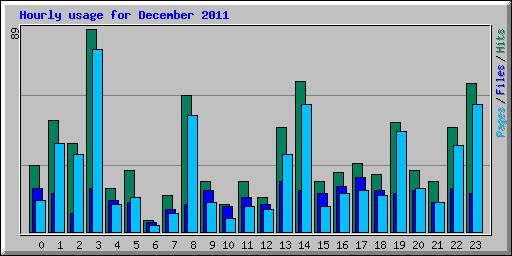 Hourly usage for December 2011
89
Pages/Files/Hits
0 1 2 3 4 5 6 7 8 9 10 11 12 13 14 15 16 17 18 19 20 21 22 23